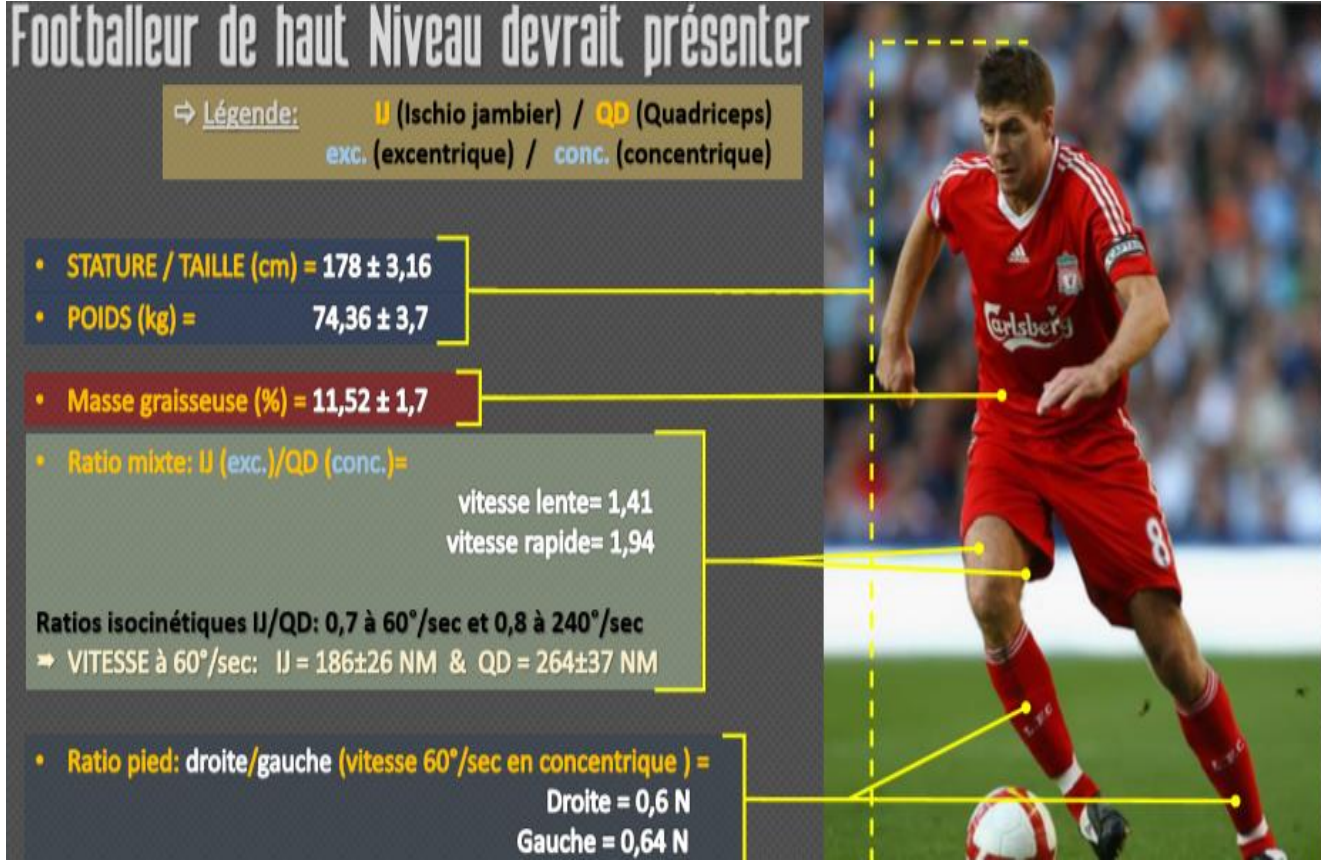 Footballeur de haut Niveau devrait présenter
⇨ Légende: IJ (Ischio jambier) / QD (Quadriceps)
exc. (excentrique) / conc. (concentrique)
• STATURE / TAILLE (cm) = 178 ± 3,16
• POIDS (kg) = 74,36 ± 3,7
• Masse graisseuse (%) = 11,52 ± 1,7
• Ratio mixte: IJ (exc.)/QD (conc.)=
vitesse lente= 1,41
vitesse rapide= 1,94
Ratios isocinétiques IJ/QD: 0,7 à 60°/sec et 0,8 à 240°/sec
➡ VITESSE à 60°/sec: IJ = 186±26 NM & QD = 264±37 NM
• Ratio pied: droite/gauche (vitesse 60°/sec en concentrique ) =
Droite = 0,6 N
Gauche = 0,64 N
adidas
CAPTAIN
Carlsberg
8
L.F.C
L.F.C